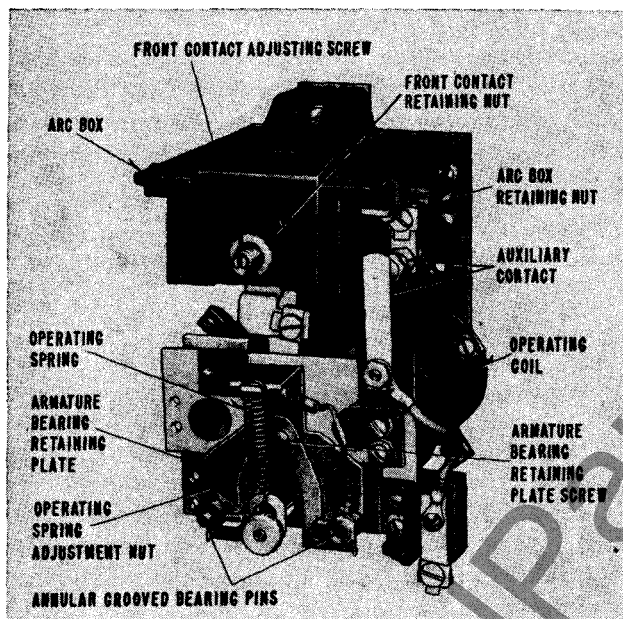 FRONT CONTACT ADJUSTING SCREW
FRONT CONTACT
RETAINING NUT
ARC BOX
ARC BOX
RETAINING NUT
AUXILIARY
CONTACT
OPERATING
SPRING
OPERATING
COIL
ARMATURE
BEARING
RETAINING
PLATE
ARMATURE
BEARING
RETAINING
PLATE SCREW
OPERATING
SPRING
ADJUSTMENT NUT
ANNULAR GROOVED BEARING PINS